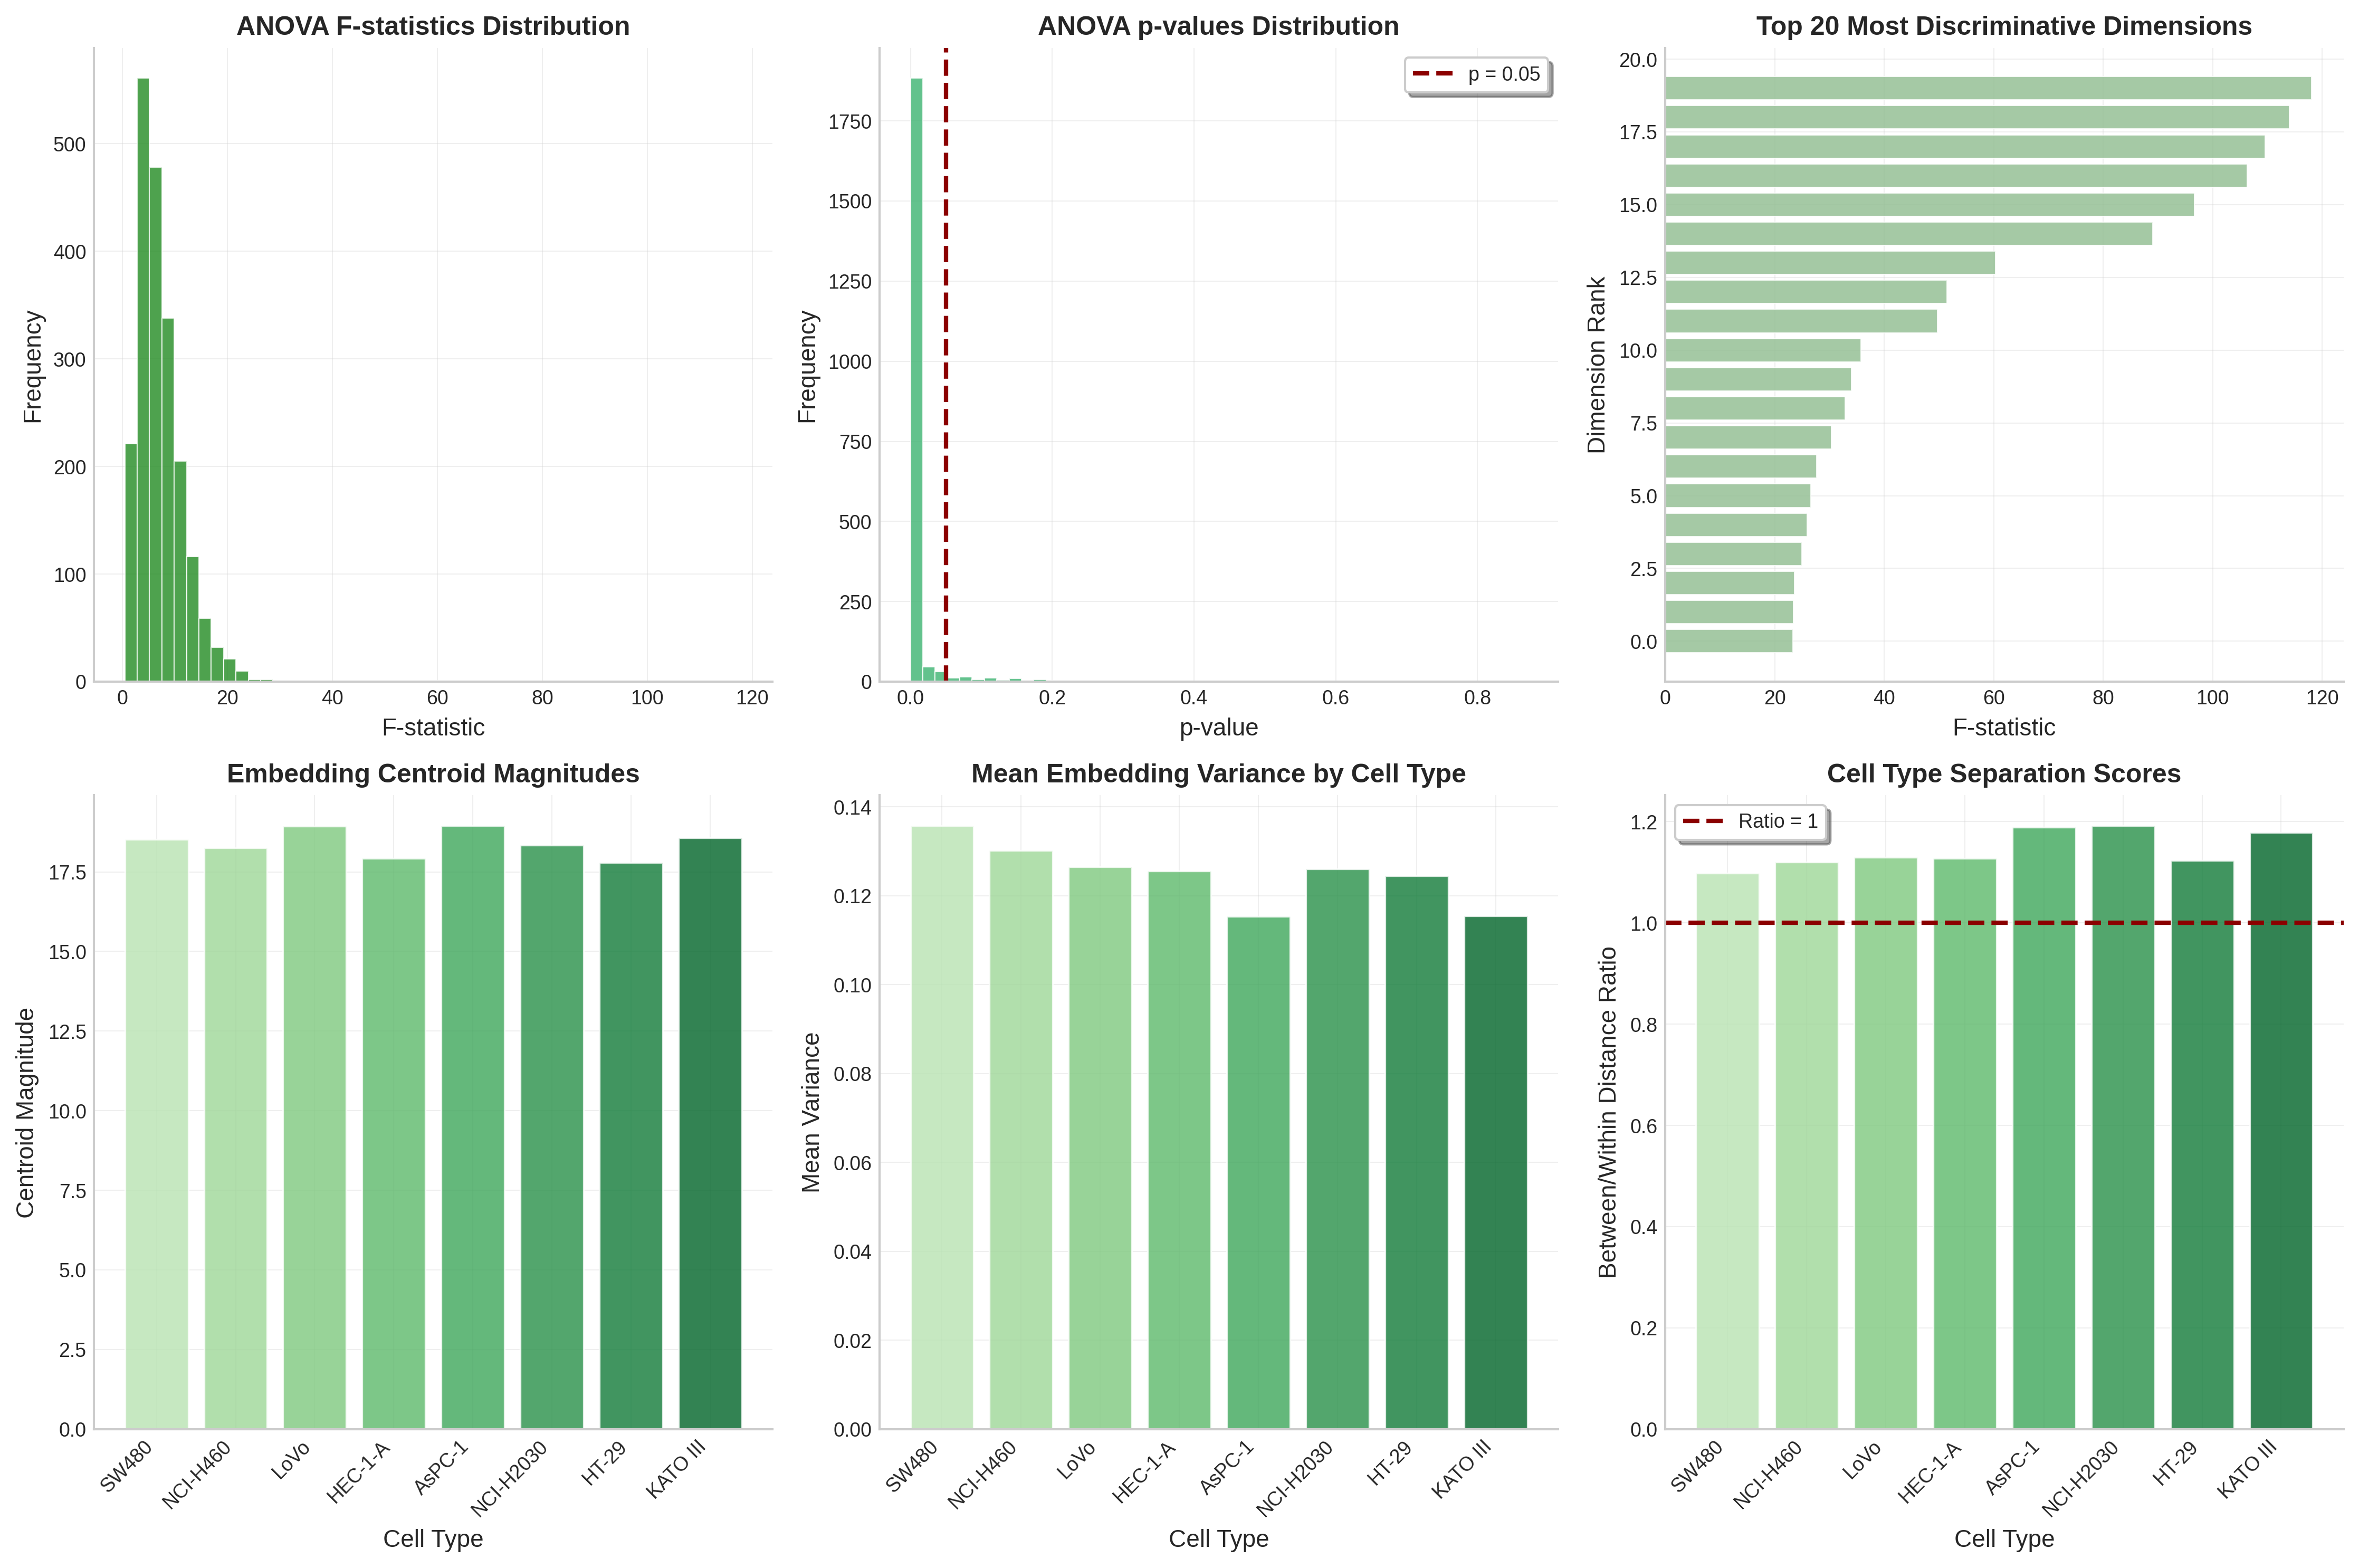 ANOVA F-statistics Distribution
Frequency
500
400
300
200
100
0
0 20 40 60 80 100 120
F-statistic
ANOVA p-values Distribution
p = 0.05
Frequency
1750
1500
1250
1000
750
500
250
0
0.0 0.2 0.4 0.6 0.8
p-value
Top 20 Most Discriminative Dimensions
Dimension Rank
20.0
17.5
15.0
12.5
10.0
7.5
5.0
2.5
0.0
0 20 40 60 80 100 120
F-statistic
Embedding Centroid Magnitudes
Centroid Magnitude
17.5
15.0
12.5
10.0
7.5
5.0
2.5
0.0
SW480 NCI-H460 LoVo HEC-1-A AsPC-1 NCI-H2030 HT-29 KATO III
Cell Type
Mean Embedding Variance by Cell Type
Mean Variance
0.14
0.12
0.10
0.08
0.06
0.04
0.02
0.00
SW480 NCI-H460 LoVo HEC-1-A AsPC-1 NCI-H2030 HT-29 KATO III
Cell Type
Cell Type Separation Scores
Ratio = 1
Between/Within Distance Ratio
1.2
1.0
0.8
0.6
0.4
0.2
0.0
SW480 NCI-H460 LoVo HEC-1-A AsPC-1 NCI-H2030 HT-29 KATO III
Cell Type